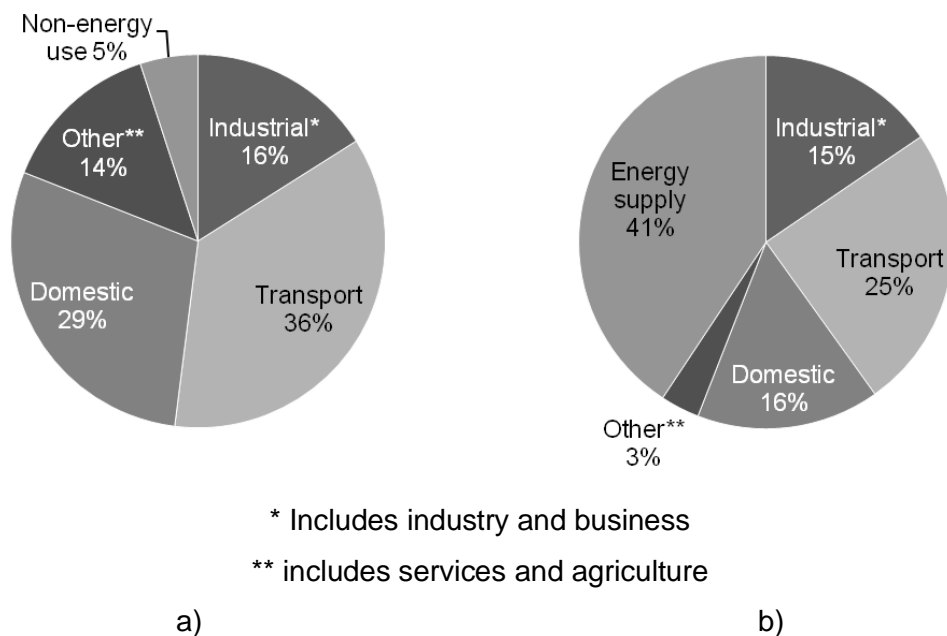 Non-energy
use 5%
Industrial*
16%
Other**
14%
Domestic
29%
Transport
36%
Industrial*
15%
Energy
supply
41%
Transport
25%
Domestic
16%
Other**
3%
* Includes industry and business
** includes services and agriculture
a)
b)